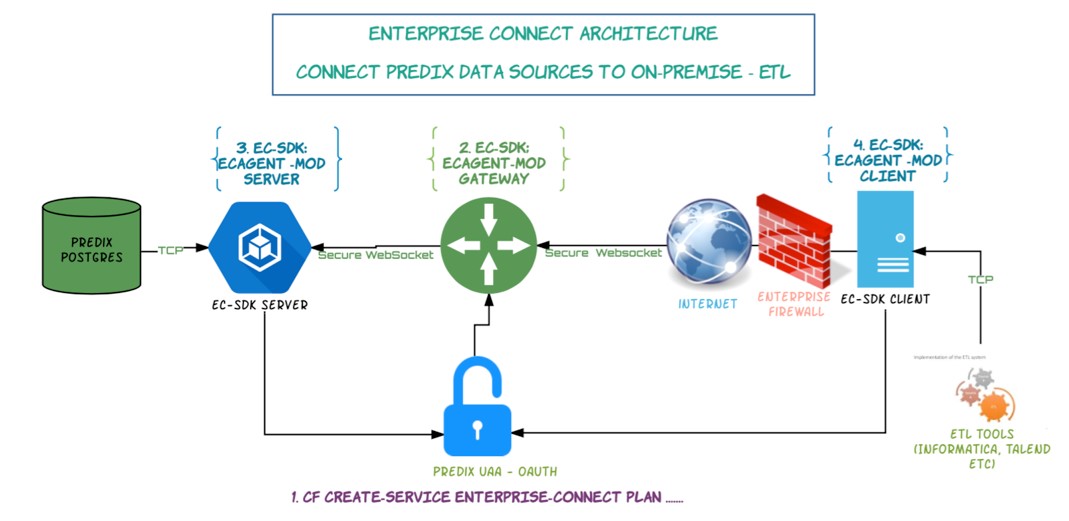 ENTERPRISE CONNECT ARCHITECTURE
CONNECT PREDIX DATA SOURCES TO ON-PREMISE - ETL
3. EC-SDK:
ECAGENT -MOD
SERVER
2. EC-SDK:
ECAGENT-MOD
GATEWAY
4. EC-SDK:
ECAGENT -MOD
CLIENT
PREDIX
POSTGRES
TCP
Secure WebSocket
Secure Websocket
TCP
EC-SDK SERVER
INTERNET
ENTERPRISE
FIREWALL
EC-SDK CLIENT
Implementation of the ETL system
ETL TOOLS
(INFORMATICA, TALEND
ETC)
PREDIX UAA - OAUTH
1. CF CREATE-SERVICE ENTERPRISE-CONNECT PLAN .......